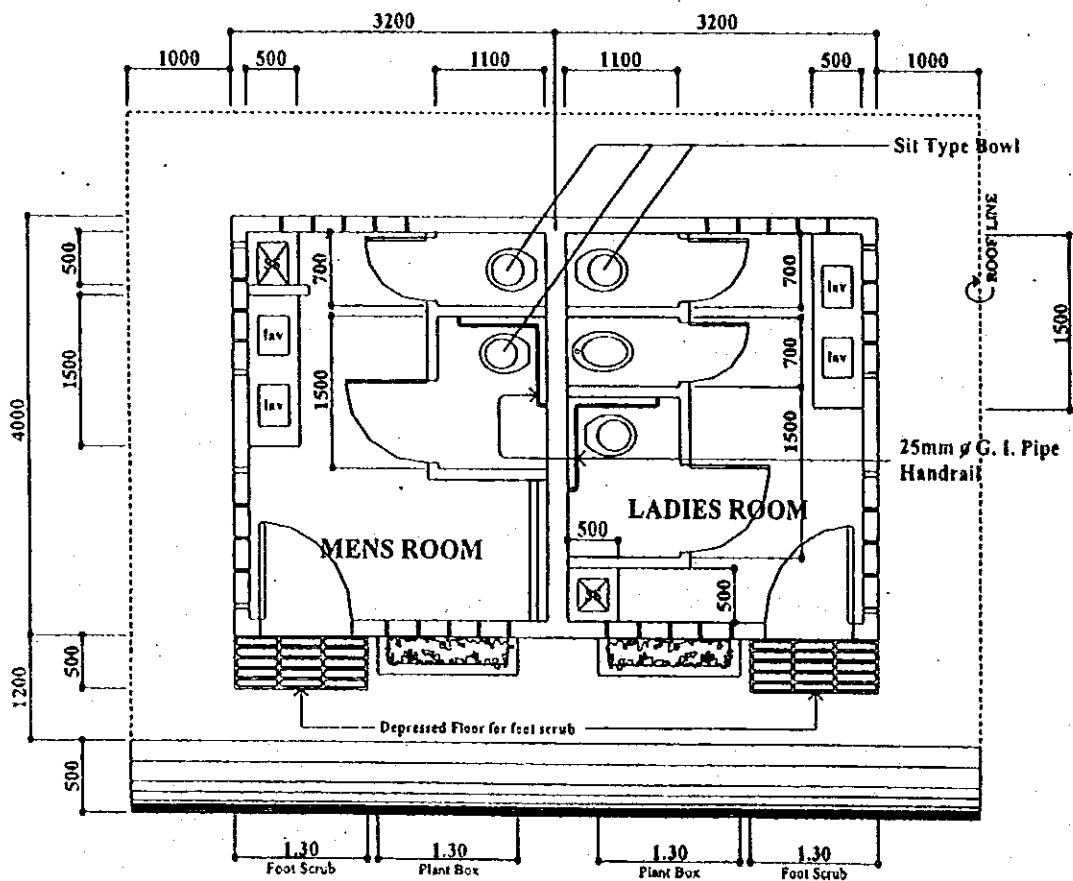 3200
3200
1000
500
1100
1100
500
1000
Sit Type Bowl
ROOF LINE
500
700
700
lav
lav
1500
4000
1500
lav
lav
1500
700
1500
25mm ø G. I. Pipe
Handrail
LADIES ROOM
MENS ROOM
500
500
500
1200
Depressed Floor for foot scrub
500
1.30
Foot Scrub
1.30
Plant Box
1.30
Plant Box
1.30
Foot Scrub